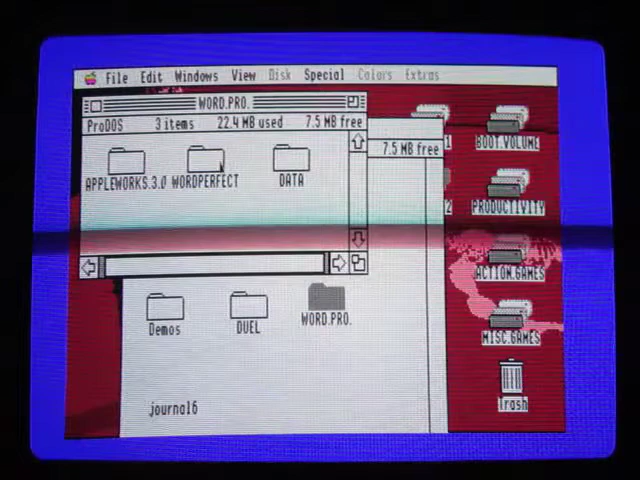 File Edit Windows View Disk Special Colors Extras
WORD.PRO.
ProDOS 3 items 22.4 MB used 7.5 MB free
APPLEWORKS.3.0 WORDPERFECT DATA
7.5 MB free
1
BOOT.VOLUME
2
PRODUCTIVITY
ACTION.GAMES
MISC.GAMES
Trash
Demos DUEL WORD.PRO.
journal6